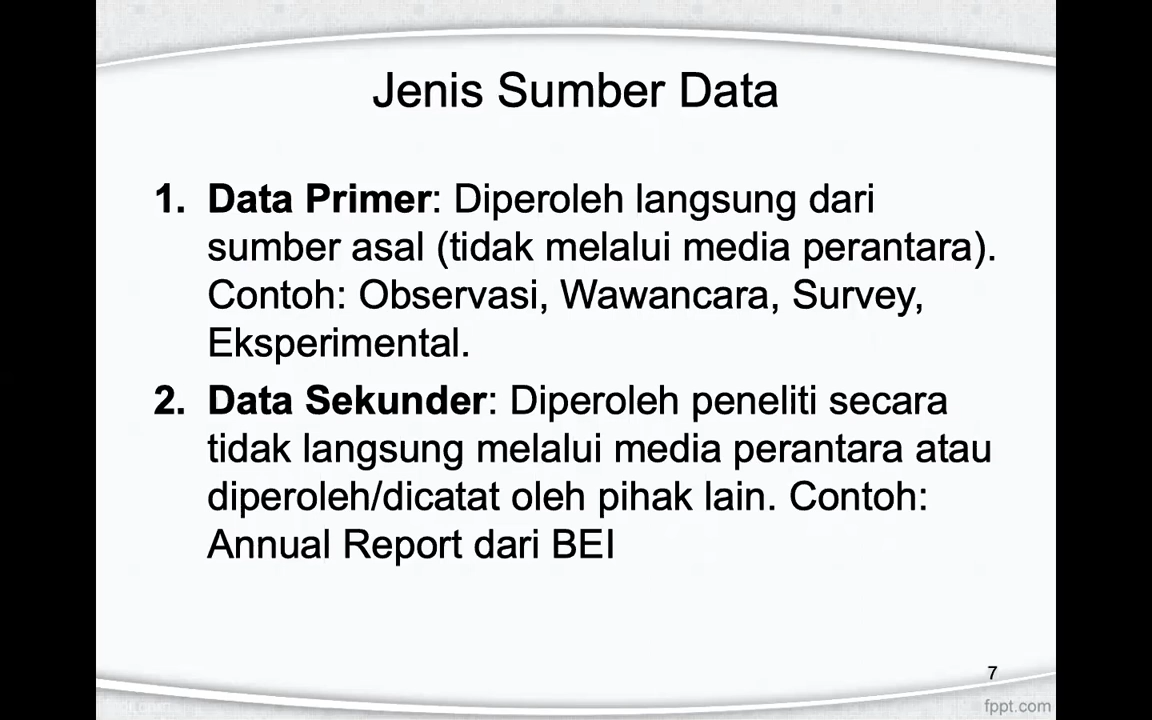 Jenis Sumber Data
1. Data Primer: Diperoleh langsung dari
sumber asal (tidak melalui media perantara).
Contoh: Observasi, Wawancara, Survey,
Eksperimental.
2. Data Sekunder: Diperoleh peneliti secara
tidak langsung melalui media perantara atau
diperoleh/dicatat oleh pihak lain. Contoh:
Annual Report dari BEI
7
fppt.com